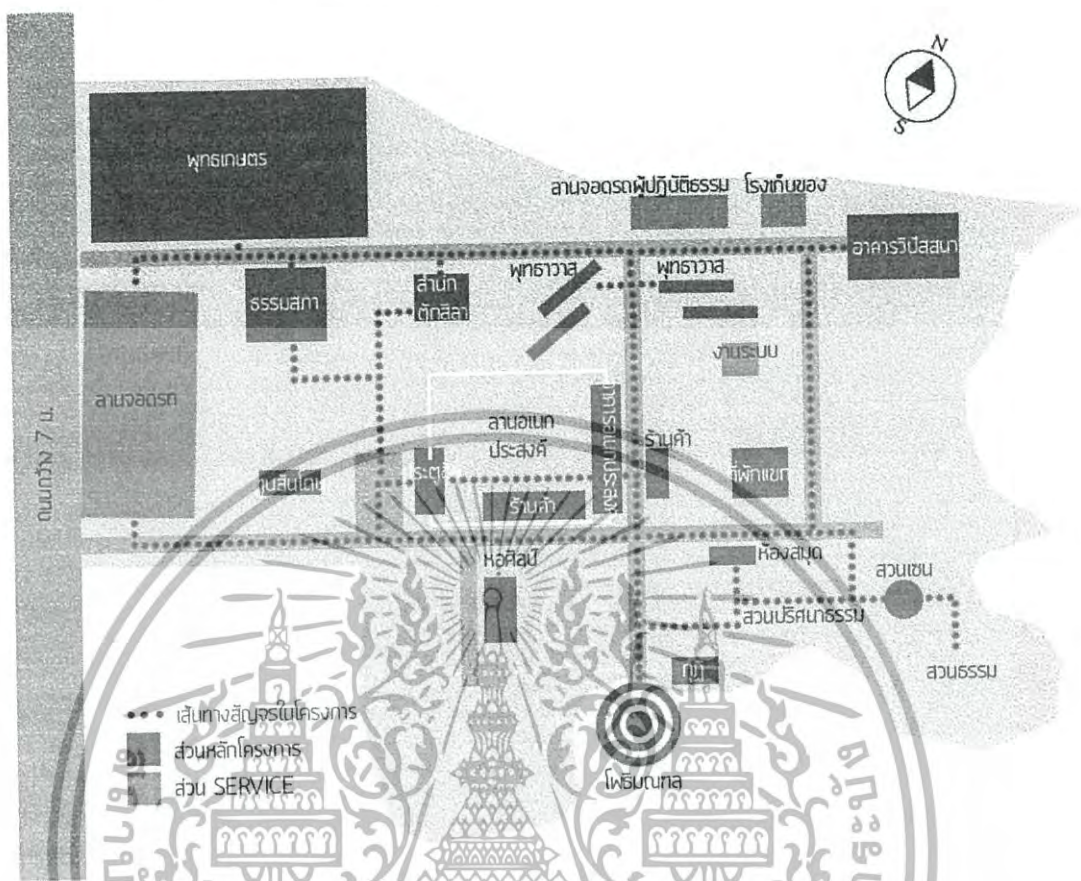 N
S
พุทธเกษตร
ลานจอดรถผู้ปฏิบัติธรรม
โรงเก็บของ
อาคารวิปัสสนา
ธรรมสภา
สำนัก
ตักสิลา
พุทธาวาส
พุทธาวาส
งานระบบ
ลานจอดรถ
ถนนกว้าง 7 ม.
ลานอเนก
ประสงค์
ร้านค้า
ที่พักแขก
ร้านค้า
หอศิลป์
ห้องสมุด
สวนเซน
สวนปริศนาธรรม
สวนธรรม
กุฏิ
โพธิมณฑล
เส้นทางสัญจรในโครงการ
ส่วนหลักโครงการ
ส่วน SERVICE